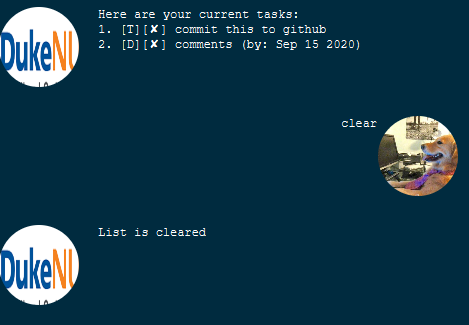 Here are your current tasks:
1. [T][✘] commit this to github
2. [D][✘] comments (by: Sep 15 2020)
DukeNU
clear
List is cleared
DukeNU